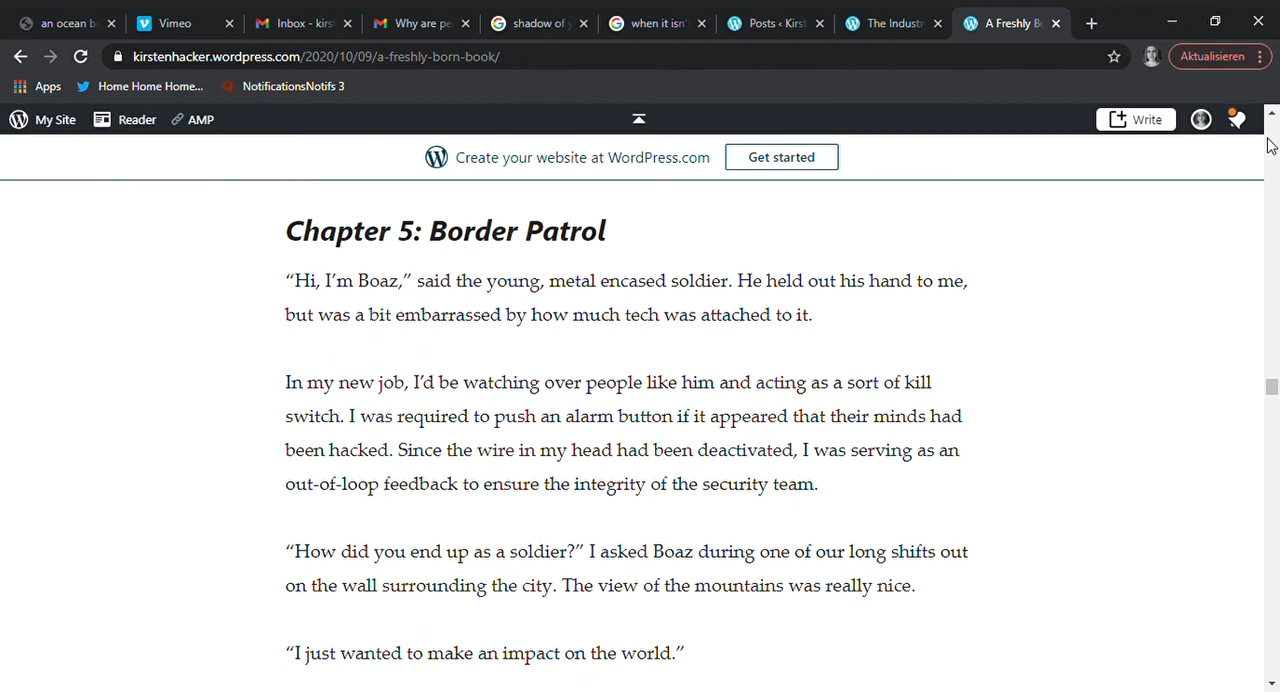 an ocean b
Vimeo
Inbox - kirs
Why are pe
shadow of
when it isn
Posts ‹ Kirst
The Industr
A Freshly Bo
kirstenhacker.wordpress.com/2020/10/09/a-freshly-born-book/
Aktualisieren
Apps
Home Home Home...
NotificationsNotifs 3
My Site
Reader
AMP
Write
Create your website at WordPress.com
Get started
Chapter 5: Border Patrol
“Hi, I’m Boaz,” said the young, metal encased soldier. He held out his hand to me,
but was a bit embarrassed by how much tech was attached to it.
In my new job, I’d be watching over people like him and acting as a sort of kill
switch. I was required to push an alarm button if it appeared that their minds had
been hacked. Since the wire in my head had been deactivated, I was serving as an
out-of-loop feedback to ensure the integrity of the security team.
“How did you end up as a soldier?” I asked Boaz during one of our long shifts out
on the wall surrounding the city. The view of the mountains was really nice.
“I just wanted to make an impact on the world.”